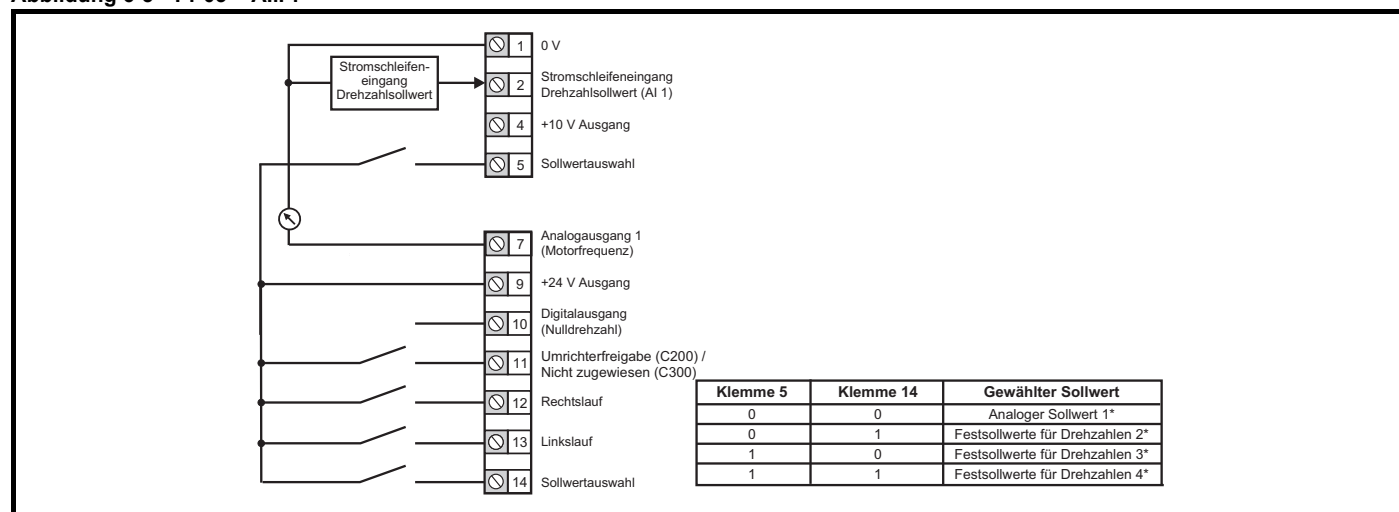 Stromschleifen-
eingang
Drehzahlsollwert
1 0 V
2 Stromschleifeneingang
Drehzahlsollwert (AI 1)
4 +10 V Ausgang
5 Sollwertauswahl
7 Analogausgang 1
(Motorfrequenz)
9 +24 V Ausgang
10 Digitalausgang
(Nulldrehzahl)
11 Umrichterfreigabe (C200) /
Nicht zugewiesen (C300)
12 Rechtslauf
13 Linkslauf
14 Sollwertauswahl
Klemme 5 Klemme 14 Gewählter Sollwert
0 0 Analoger Sollwert 1*
0 1 Festsollwerte für Drehzahlen 2*
1 0 Festsollwerte für Drehzahlen 3*
1 1 Festsollwerte für Drehzahlen 4*